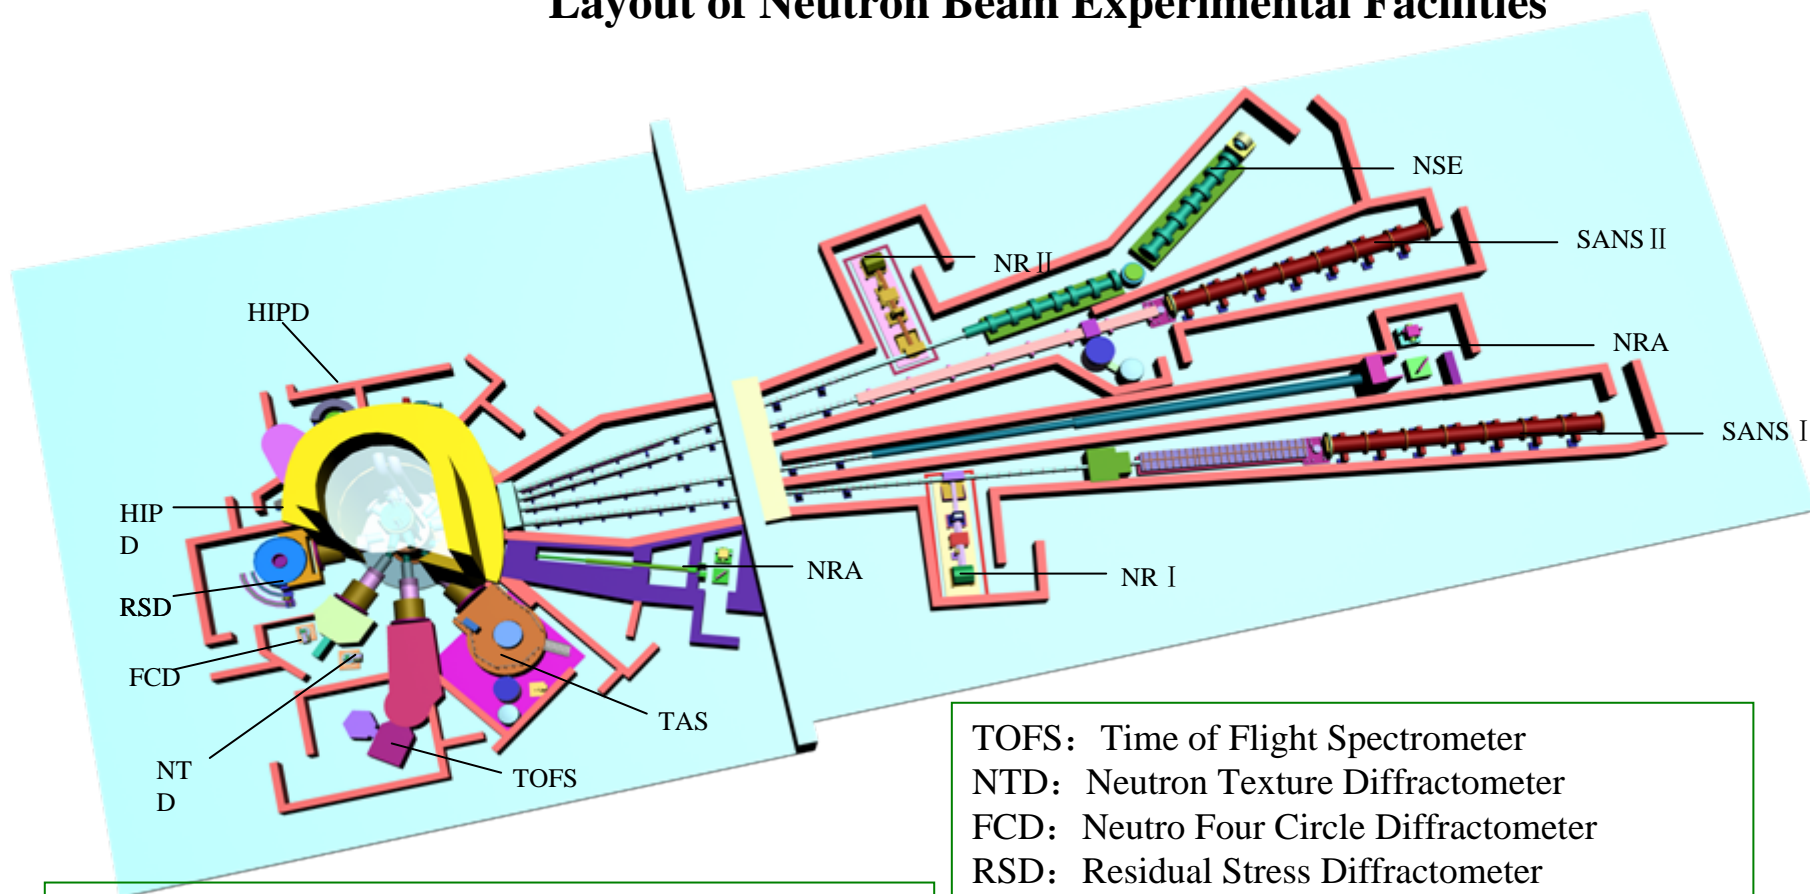 Layout of Neutron Beam Experimental Facilities
NSE
SANS Ⅱ
NR Ⅱ
HIPD
NRA
SANS Ⅰ
HIP
D
NRA
NR Ⅰ
RSD
FCD
TAS
NT
D
TOFS
TOFS：Time of Flight Spectrometer
NTD：Neutron Texture Diffractometer
FCD：Neutro Four Circle Diffractometer
RSD：Residual Stress Diffractometer